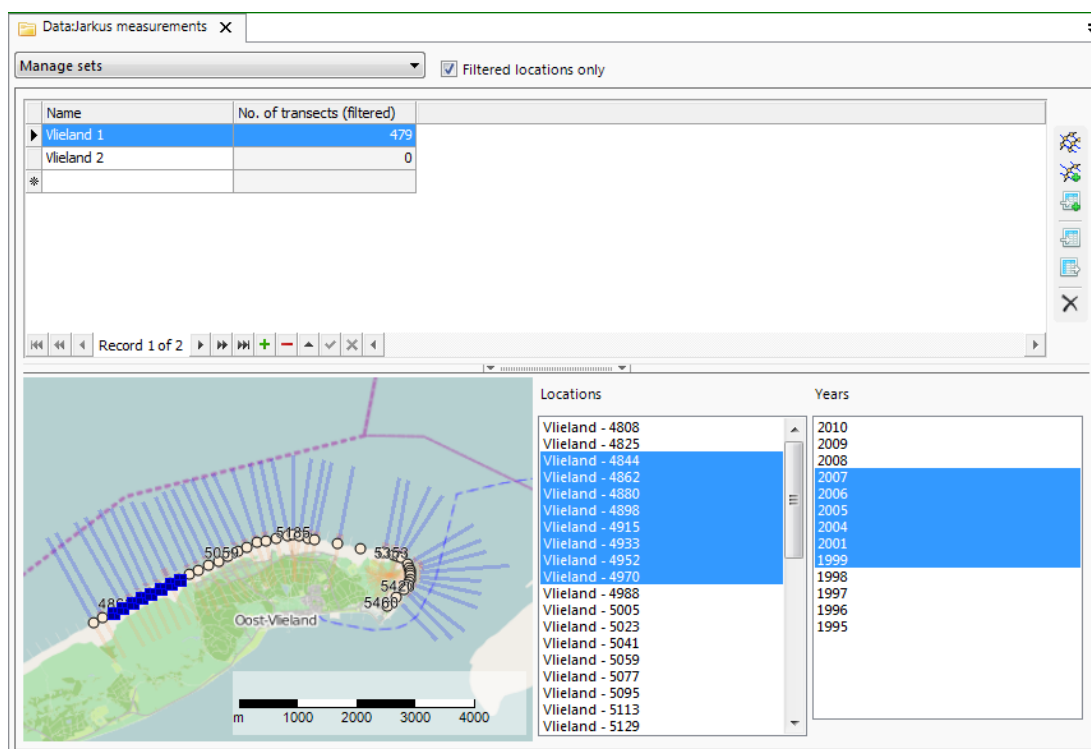 Data:Jarkus measurements
Manage sets
Filtered locations only
Name No. of transects (filtered)
Vlieland 1 479
Vlieland 2 0
Record 1 of 2
Locations
Vlieland - 4808
Vlieland - 4825
Vlieland - 4844
Vlieland - 4862
Vlieland - 4880
Vlieland - 4898
Vlieland - 4915
Vlieland - 4933
Vlieland - 4952
Vlieland - 4970
Vlieland - 4988
Vlieland - 5005
Vlieland - 5023
Vlieland - 5041
Vlieland - 5059
Vlieland - 5077
Vlieland - 5095
Vlieland - 5113
Vlieland - 5129
Years
2010
2009
2008
2007
2006
2005
2004
2001
1999
1998
1997
1996
1995
5185
5059
5353
5460
Oost-Vlieland
m 1000 2000 3000 4000